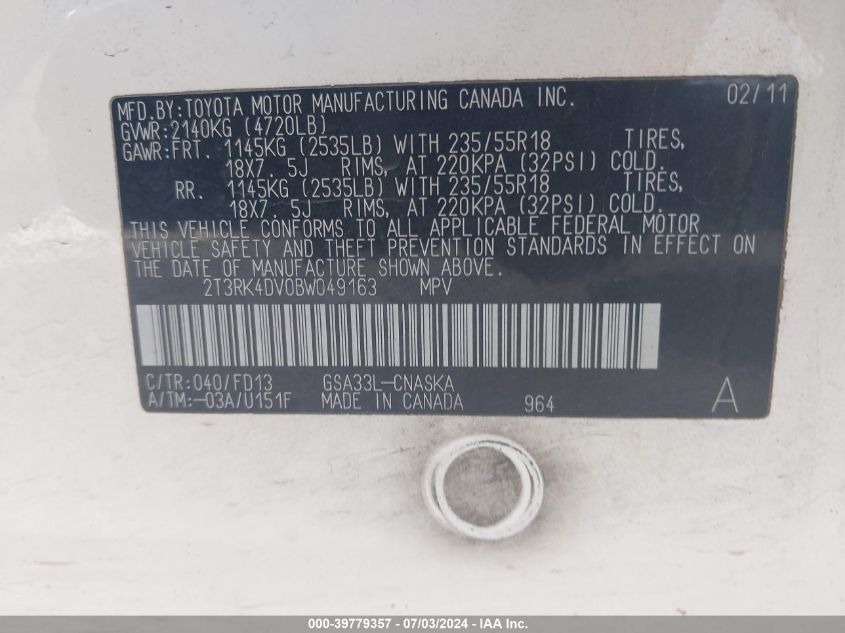 MFD.BY:TOYOTA MOTOR MANUFACTURING CANADA INC. 02/11
GVWR:2140KG (4720LB)
GAWR:FRT. 1145KG (2535LB) WITH 235/55R18 TIRES,
18X7. 5J RIMS, AT 220KPA (32PSI) COLD.
RR. 1145KG (2535LB) WITH 235/55R18 TIRES,
18X7. 5J RIMS, AT 220KPA (32PSI) COLD.
THIS VEHICLE CONFORMS TO ALL APPLICABLE FEDERAL MOTOR
VEHICLE SAFETY AND THEFT PREVENTION STANDARDS IN EFFECT ON
THE DATE OF MANUFACTURE SHOWN ABOVE.
2T3RK4DV0BW049163 MPV
C/TR:040/FD13 GSA33L-CNASKA
A/TM:-03A/U151F MADE IN CANADA 964 A
000-39779357 - 07/03/2024 - IAA Inc.